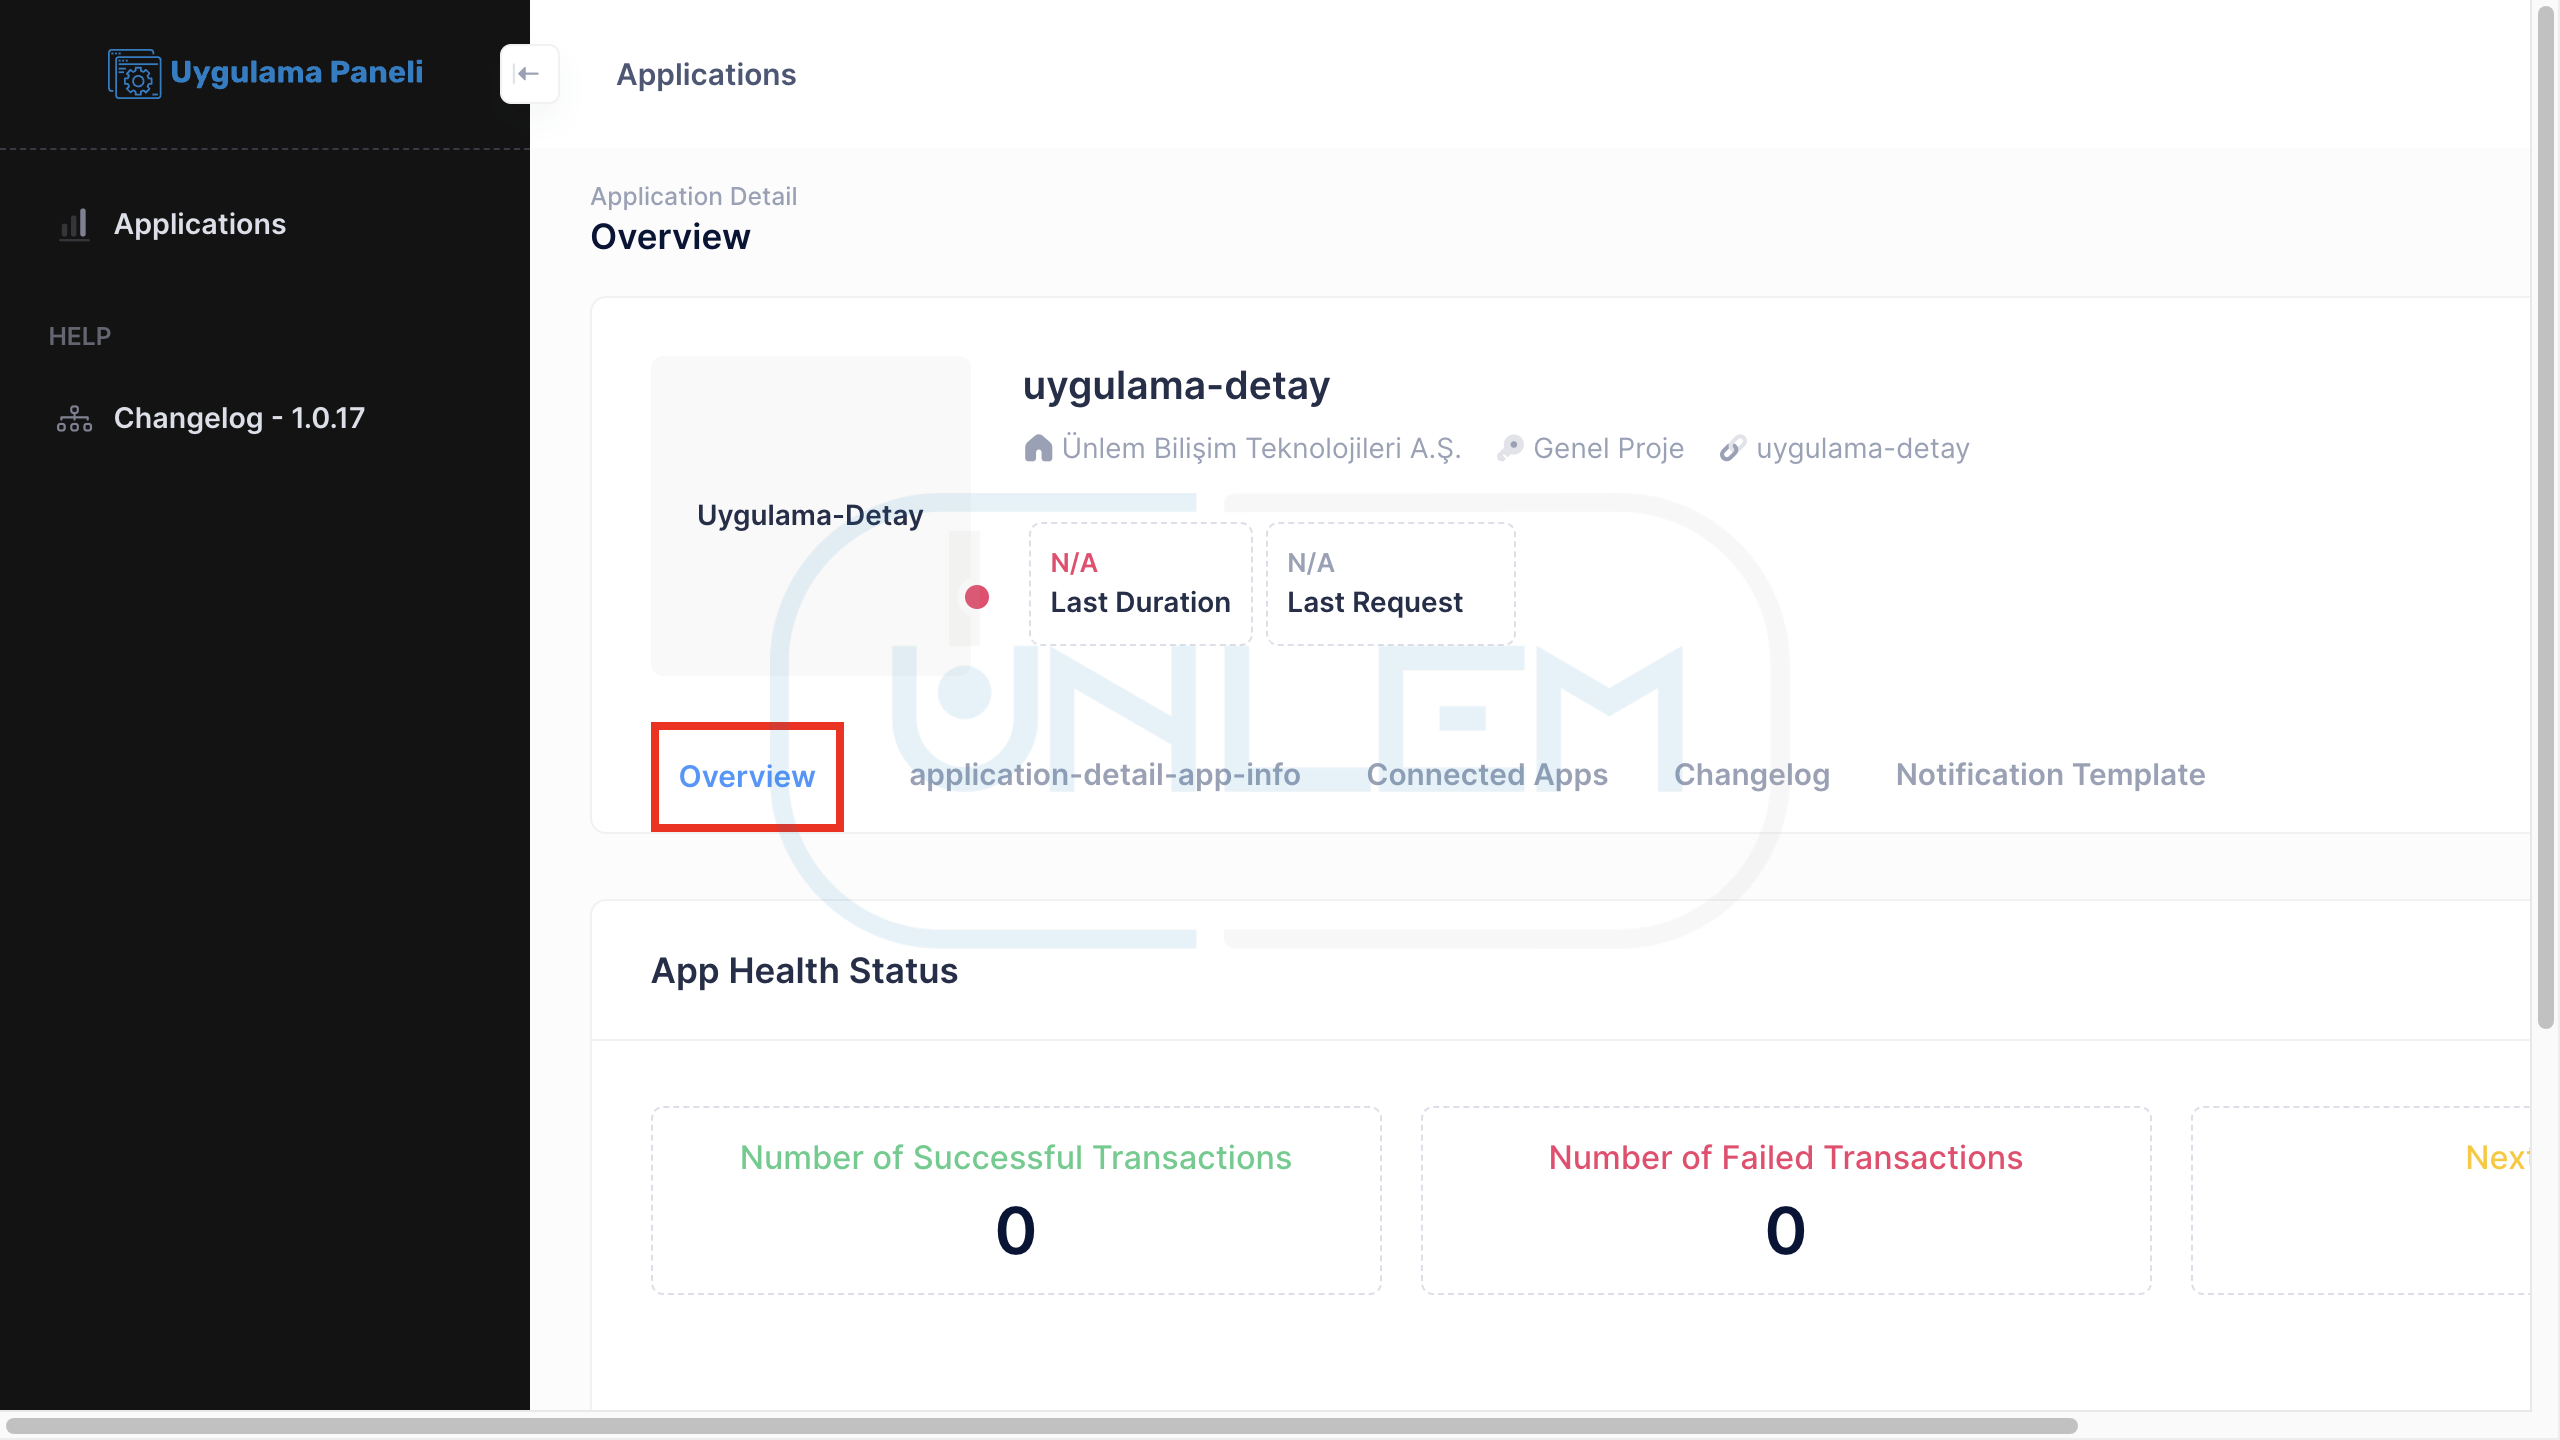 Uygulama Paneli
Applications
Applications
HELP
Changelog - 1.0.17
Application Detail
Overview
Uygulama-Detay
uygulama-detay
Ünlem Bilişim Teknolojileri A.Ş. Genel Proje uygulama-detay
N/A
Last Duration
N/A
Last Request
UNLEM
Overview application-detail-app-info Connected Apps Changelog Notification Template
App Health Status
Number of Successful Transactions
0
Number of Failed Transactions
0
Next